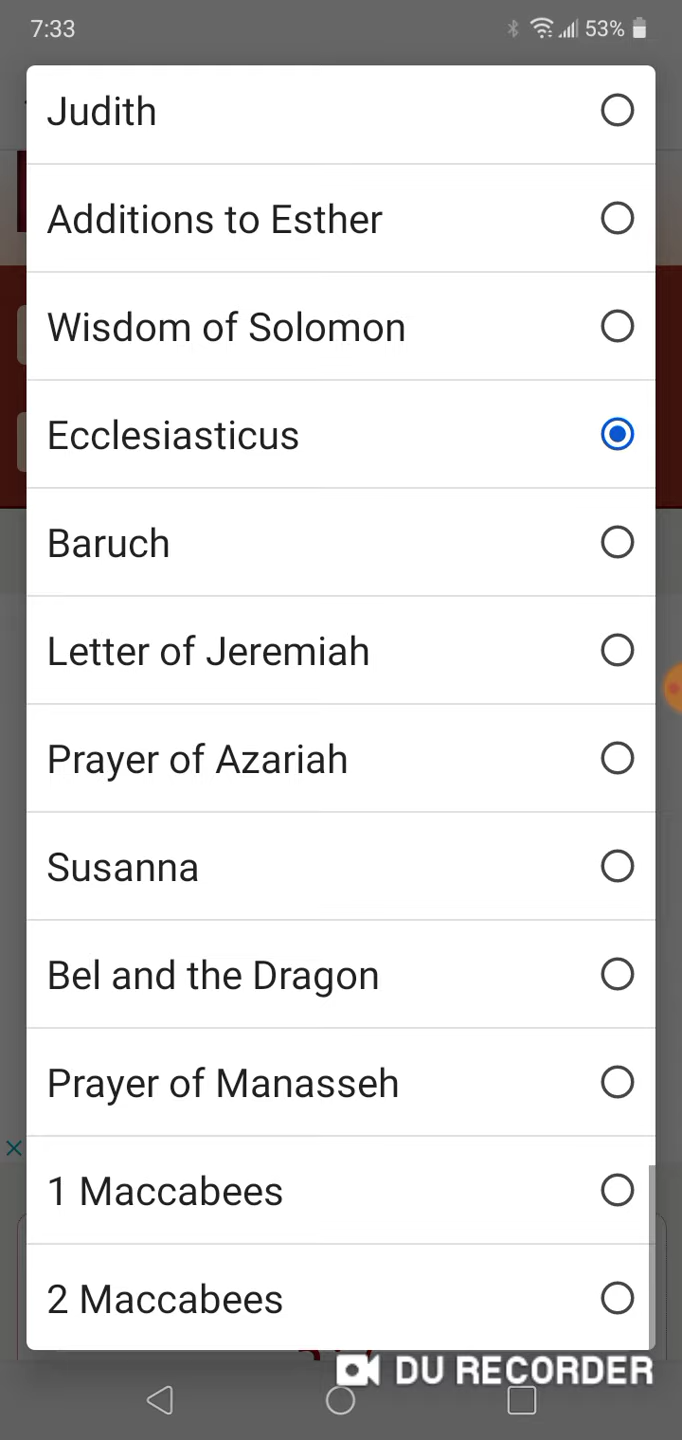 7:33
53%
Judith
Additions to Esther
Wisdom of Solomon
Ecclesiasticus
Baruch
Letter of Jeremiah
Prayer of Azariah
Susanna
Bel and the Dragon
Prayer of Manasseh
1 Maccabees
2 Maccabees
DU RECORDER